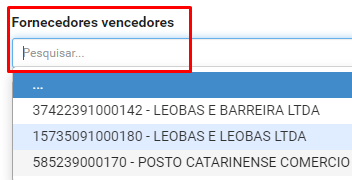 Fornecedores vencedores
Pesquisar...
...
37422391000142 - LEOBAS E BARREIRA LTDA
15735091000180 - LEOBAS E LEOBAS LTDA
585239000170 - POSTO CATARINENSE COMERCIO